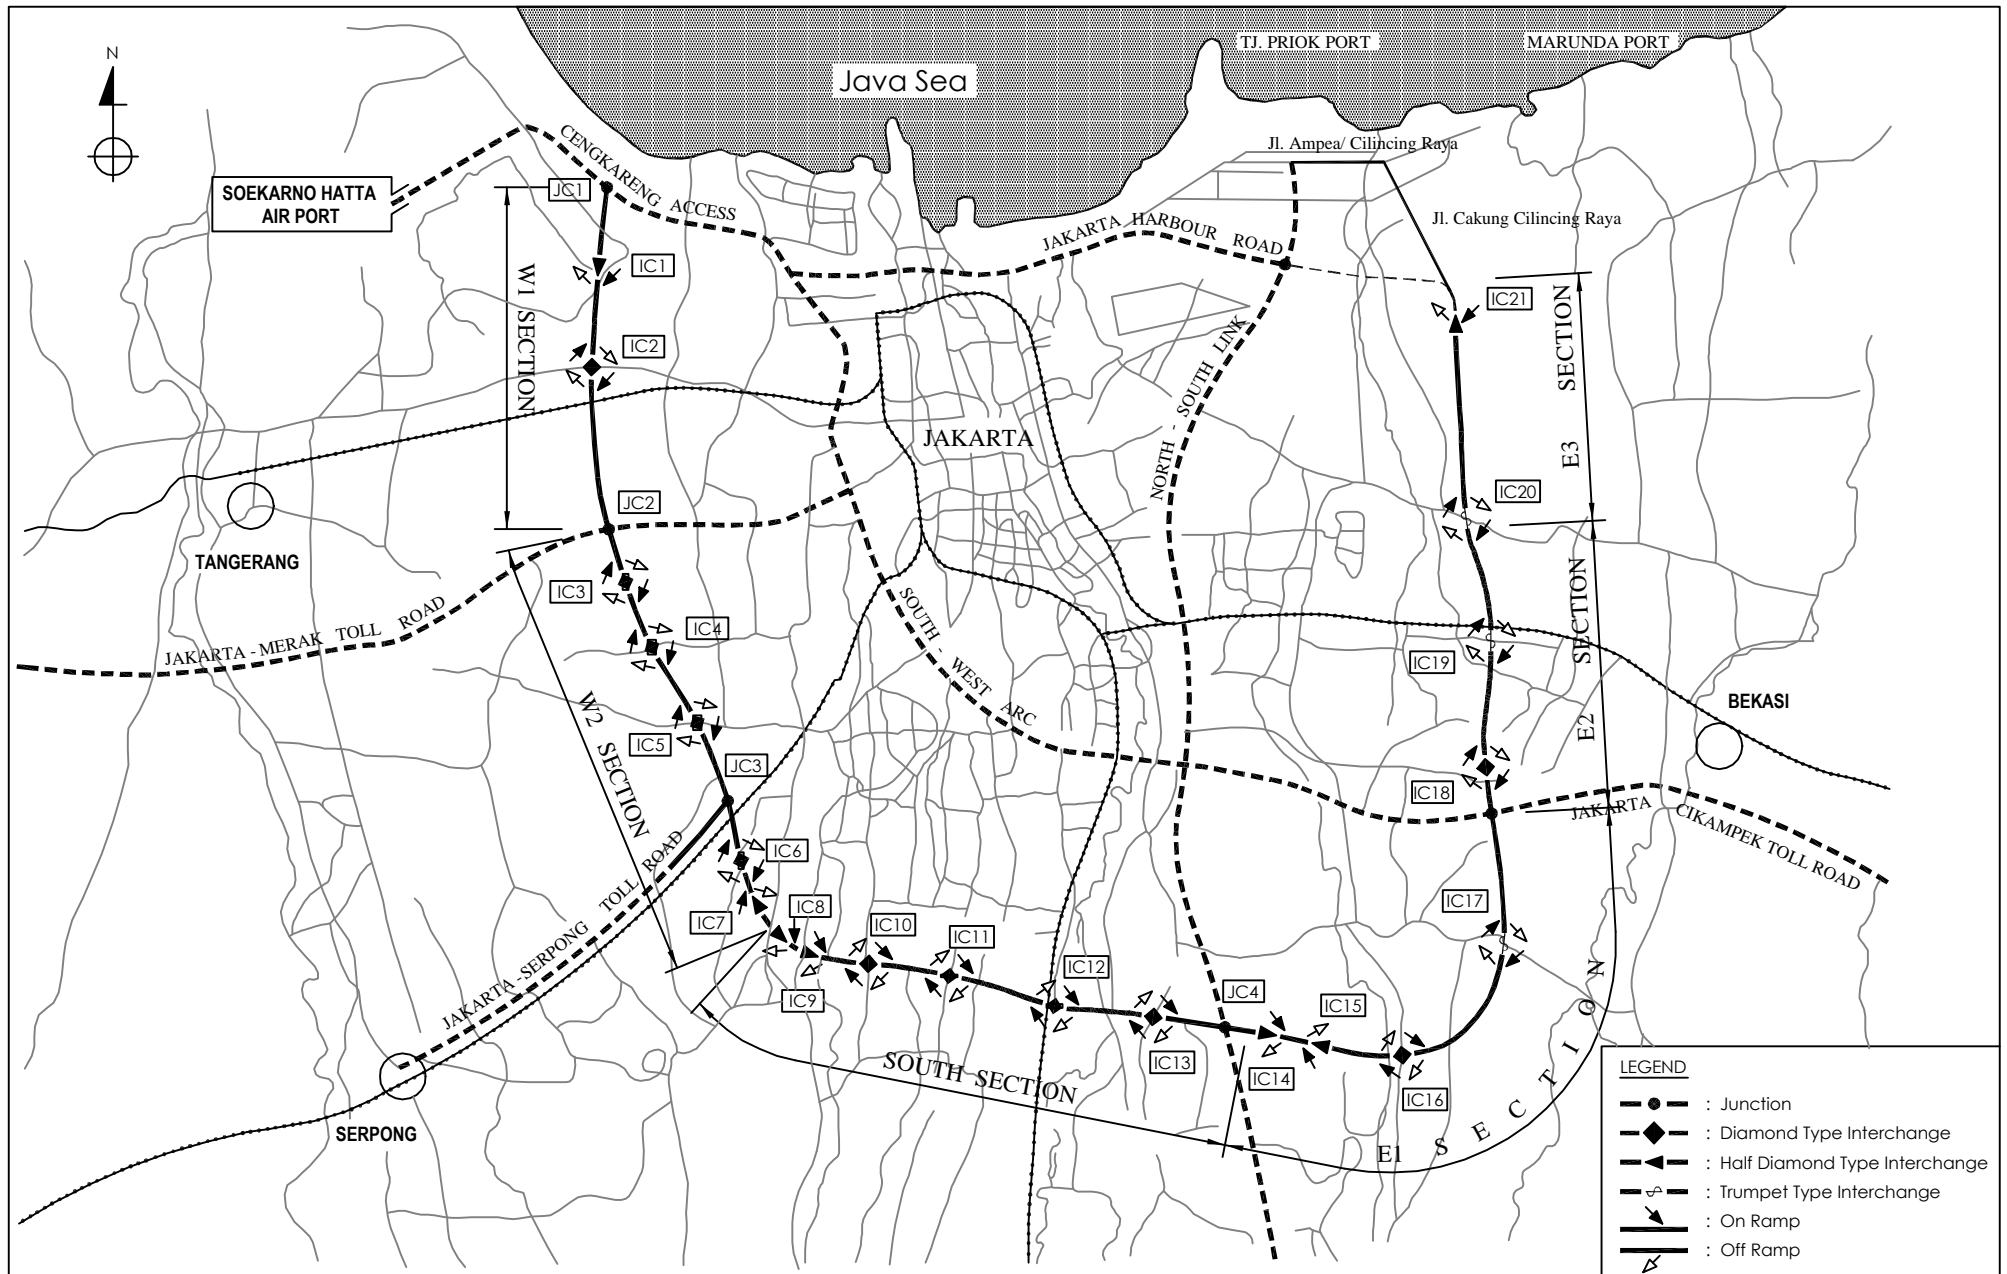 N
TJ. PRIOK PORT
MARUNDA PORT
Java Sea
Jl. Ampea/ Cilincing Raya
CENGKARENG ACCESS
SOEKARNO HATTA
AIR PORT
JC1
JAKARTA HARBOUR ROAD
Jl. Cakung Cilincing Raya
IC1
W1 SECTION
IC2
IC21
E3 SECTION
NORTH - SOUTH LINK
JAKARTA
IC20
JC2
TANGERANG
IC3
IC4
JAKARTA - MERAK TOLL ROAD
SOUTH - WEST ARC
IC19
E2 SECTION
BEKASI
W2 SECTION
IC5
JC3
IC18
JAKARTA CIKAMPEK TOLL ROAD
IC6
JAKARTA - SERPONG TOLL ROAD
IC7
IC8
IC17
IC10
IC11
IC9
IC12
JC4
IC15
IC13
IC14
IC16
SOUTH SECTION
E1 SECTION
SERPONG
LEGEND
: Junction
: Diamond Type Interchange
: Half Diamond Type Interchange
: Trumpet Type Interchange
: On Ramp
: Off Ramp